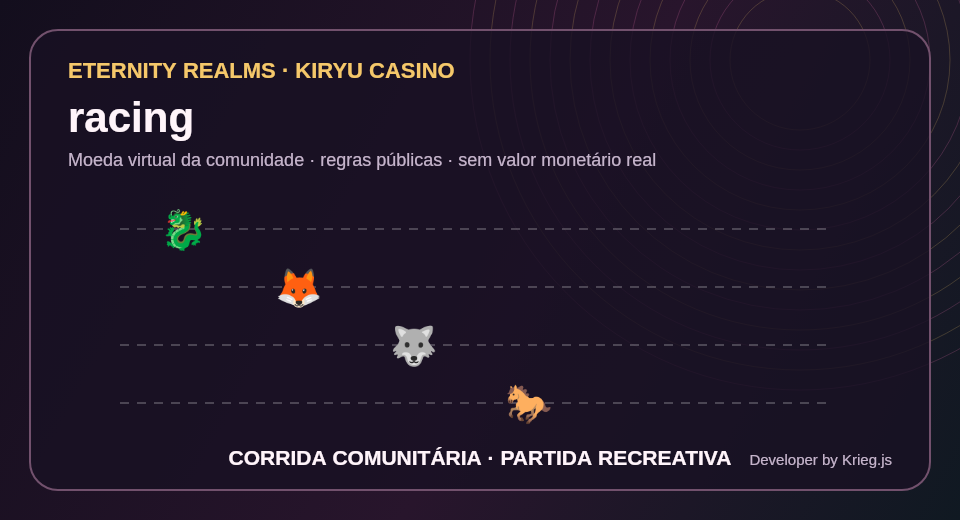 ETERNITY REALMS · KIRYU CASINO
racing
Moeda virtual da comunidade · regras públicas · sem valor monetário real
CORRIDA COMUNITÁRIA · PARTIDA RECREATIVA
Developer by Krieg.js